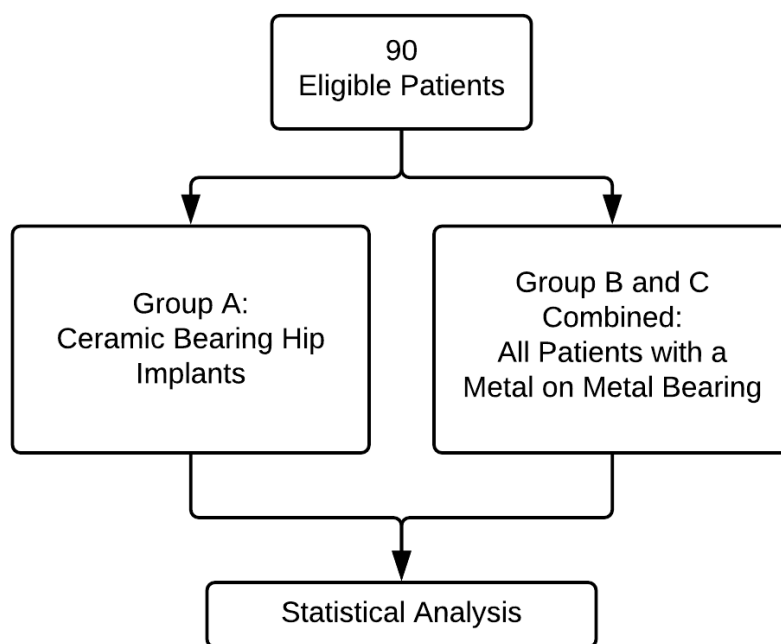 90
Eligible Patients
Group A:
Ceramic Bearing Hip
Implants
Group B and C
Combined:
All Patients with a
Metal on Metal Bearing
Statistical Analysis